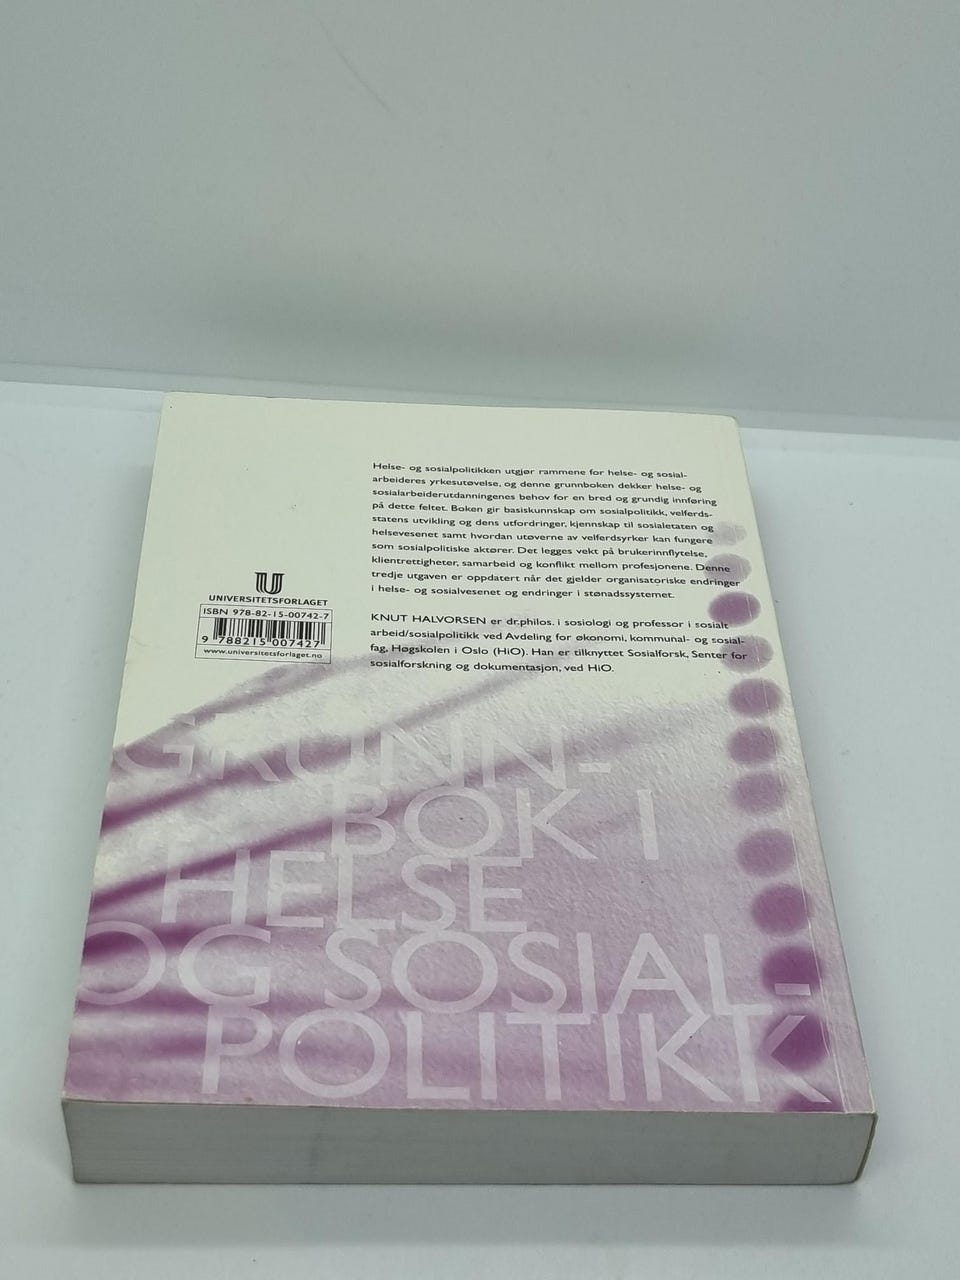 Helse- og sosialpolitikken utgjør rammene for helse- og sosial-
arbeideres yrkesutøvelse, og denne grunnboken dekker helse- og
sosialarbeiderutdanningenes behov for en bred og grundig innføring
på dette feltet. Boken gir basiskunnskap om sosialpolitikk, velferds-
statens utvikling og dens utfordringer, kjennskap til sosialetaten og
helsevesenet samt hvordan utøverne av velferdsyrker kan fungere
som sosialpolitiske aktører. Det legges vekt på brukerinnflytelse,
klientrettigheter, samarbeid og konflikt mellom profesjonene. Denne
tredje utgaven er oppdatert når det gjelder organisatoriske endringer
i helse- og sosialvesenet og endringer i stønadssystemet.
KNUT HALVORSEN er dr.philos. i sosiologi og professor i sosialt
arbeid/sosialpolitikk ved Avdeling for økonomi, kommunal- og sosial-
fag, Høgskolen i Oslo (HiO). Han er tilknyttet Sosialforsk, Senter for
sosialforskning og dokumentasjon, ved HiO.
UNIVERSITETSFORLAGET
ISBN 978-82-15-00742-7
9 788215 007427
www.universitetsforlaget.no
GRUNN-
BOK I
HELSE
OG SOSIAL-
POLITIKK